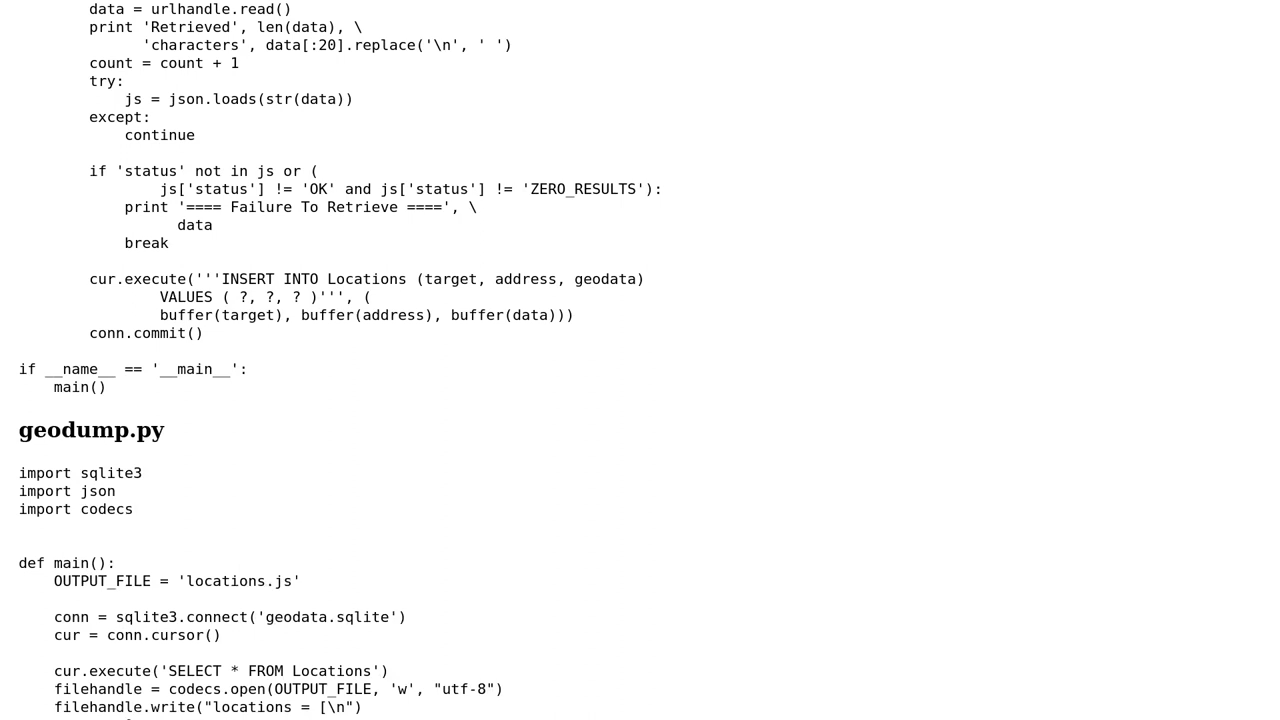 data = urlhandle.read()
print 'Retrieved', len(data), \
'characters', data[:20].replace('\n', ' ')
count = count + 1
try:
js = json.loads(str(data))
except:
continue
if 'status' not in js or (
js['status'] != 'OK' and js['status'] != 'ZERO_RESULTS'):
print '==== Failure To Retrieve ====', \
data
break
cur.execute('''INSERT INTO Locations (target, address, geodata)
VALUES ( ?, ?, ? )''', (
buffer(target), buffer(address), buffer(data)))
conn.commit()
if __name__ == '__main__':
main()
geodump.py
import sqlite3
import json
import codecs
def main():
OUTPUT_FILE = 'locations.js'
conn = sqlite3.connect('geodata.sqlite')
cur = conn.cursor()
cur.execute('SELECT * FROM Locations')
filehandle = codecs.open(OUTPUT_FILE, 'w', "utf-8")
filehandle.write("locations = [\n")